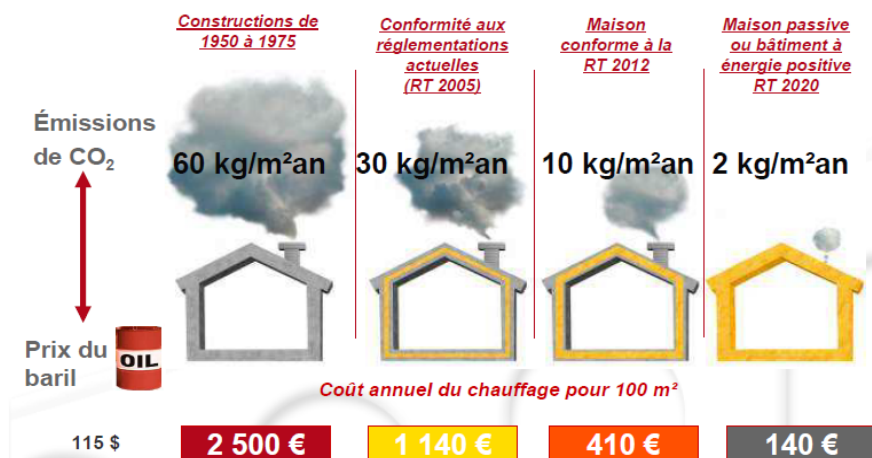 Constructions de
1950 à 1975
Conformité aux
réglementations
actuelles
(RT 2005)
Maison
conforme à la
RT 2012
Maison passive
ou bâtiment à
énergie positive
RT 2020
Émissions
de CO₂
60 kg/m²an
30 kg/m²an
10 kg/m²an
2 kg/m²an
Prix du
baril
OIL
Coût annuel du chauffage pour 100 m²
115 $
2 500 €
1 140 €
410 €
140 €